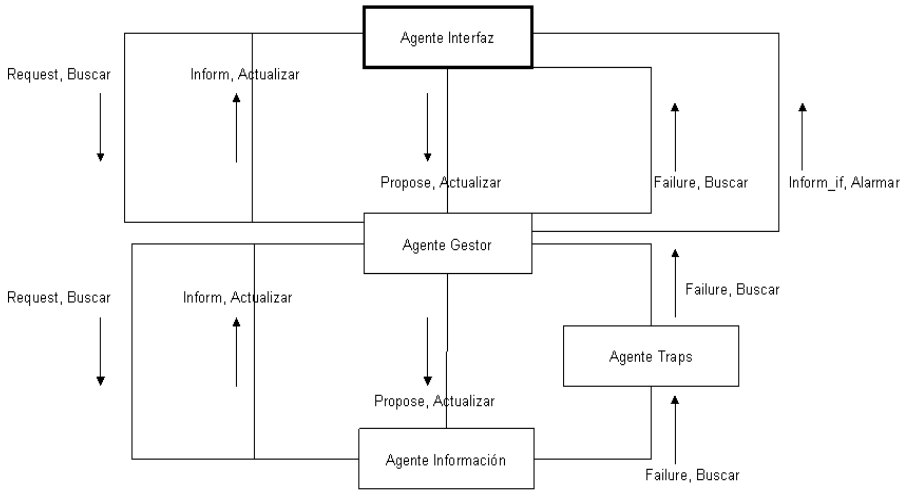 Agente Interfaz
Request, Buscar
Inform, Actualizar
Propose, Actualizar
Failure, Buscar
Inform_if, Alarmar
Agente Gestor
Request, Buscar
Inform, Actualizar
Failure, Buscar
Agente Traps
Propose, Actualizar
Agente Información
Failure, Buscar